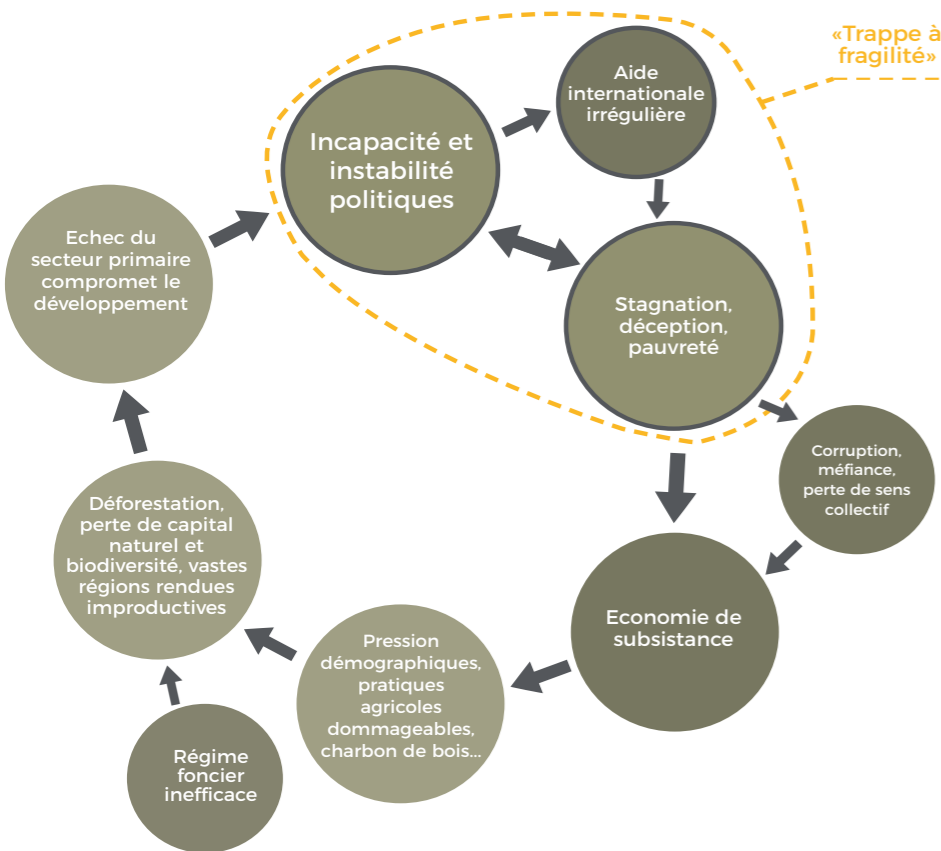 «Trappe à
fragilité»
Aide
internationale
irrégulière
Incapacité et
instabilité
politiques
Echec du
secteur primaire
compromet le
développement
Stagnation,
déception,
pauvreté
Corruption,
méfiance,
perte de sens
collectif
Déforestation,
perte de capital
naturel et
biodiversité, vastes
régions rendues
improductives
Economie de
subsistance
Pression
démographiques,
pratiques
agricoles
dommageables,
charbon de bois...
Régime
foncier
inefficace